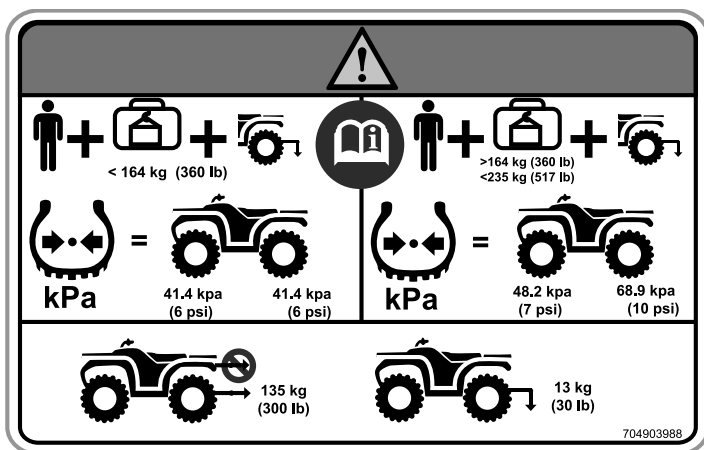 < 164 kg (360 lb)
>164 kg (360 lb)
<235 kg (517 lb)
kPa
=
41.4 kpa
(6 psi)
41.4 kpa
(6 psi)
kPa
=
48.2 kpa
(7 psi)
68.9 kpa
(10 psi)
135 kg
(300 lb)
13 kg
(30 lb)
704903988